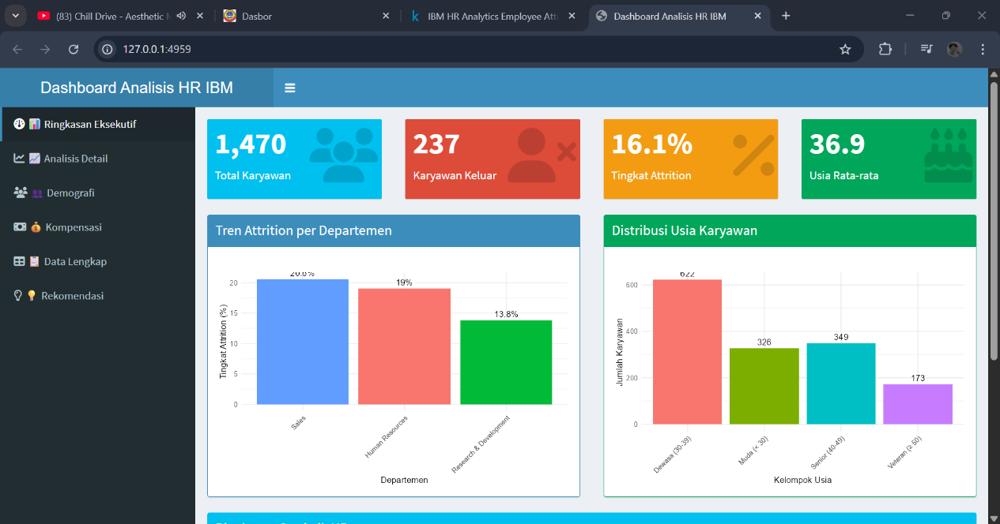 (83) Chill Drive - Aesthetic
Dasbor
IBM HR Analytics Employee Att
Dashboard Analisis HR IBM
127.0.0.1:4959
Dashboard Analisis HR IBM
Ringkasan Eksekutif
Analisis Detail
Demografi
Kompensasi
Data Lengkap
Rekomendasi
1,470
Total Karyawan
237
Karyawan Keluar
16.1%
Tingkat Attrition
36.9
Usia Rata-rata
Tren Attrition per Departemen
Tingkat Attrition (%)
20
15
10
5
0
20.6%
19%
13.8%
Sales
Human Resources
Research & Development
Departemen
Distribusi Usia Karyawan
Jumlah Karyawan
600
400
200
0
622
326
349
173
Dewasa (30-39)
Muda (< 30)
Senior (40-49)
Veteran (≥ 50)
Kelompok Usia